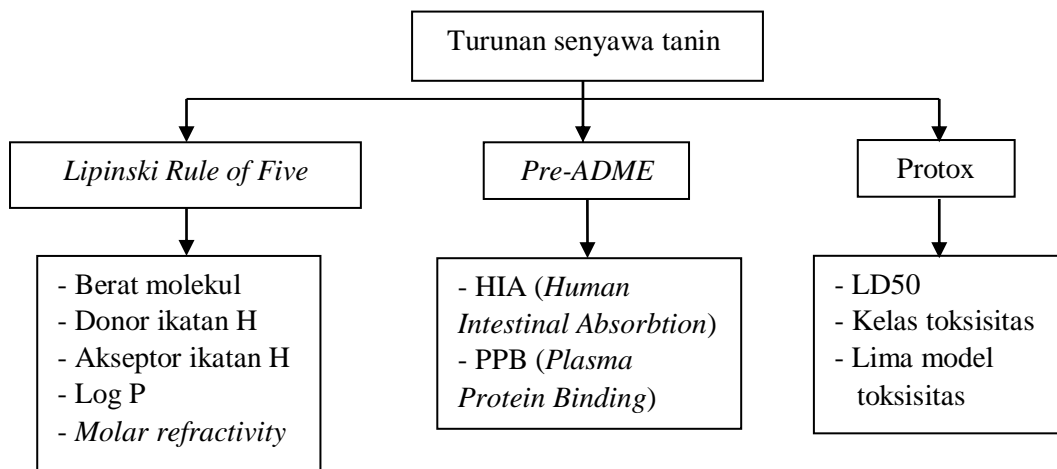 Turunan senyawa tanin
Lipinski Rule of Five
Pre-ADME
Protox
- Berat molekul
- Donor ikatan H
- Akseptor ikatan H
- Log P
- Molar refractivity
- HIA (Human
Intestinal Absorbtion)
- PPB (Plasma
Protein Binding)
- LD50
- Kelas toksisitas
- Lima model
toksisitas